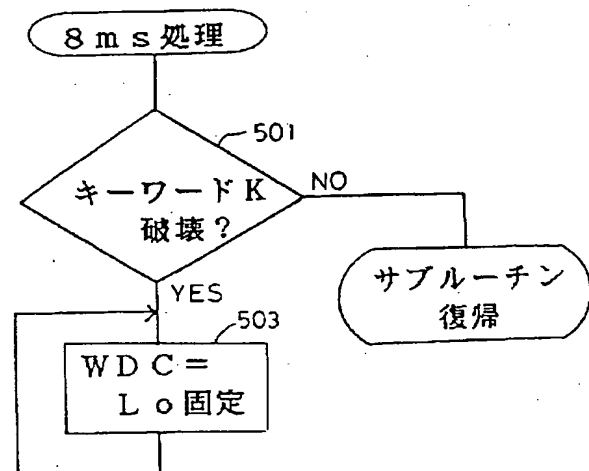 8ms処理
501
キーワードK
破壊?
NO
サブルーチン
復帰
YES
503
WDC=
Lo固定